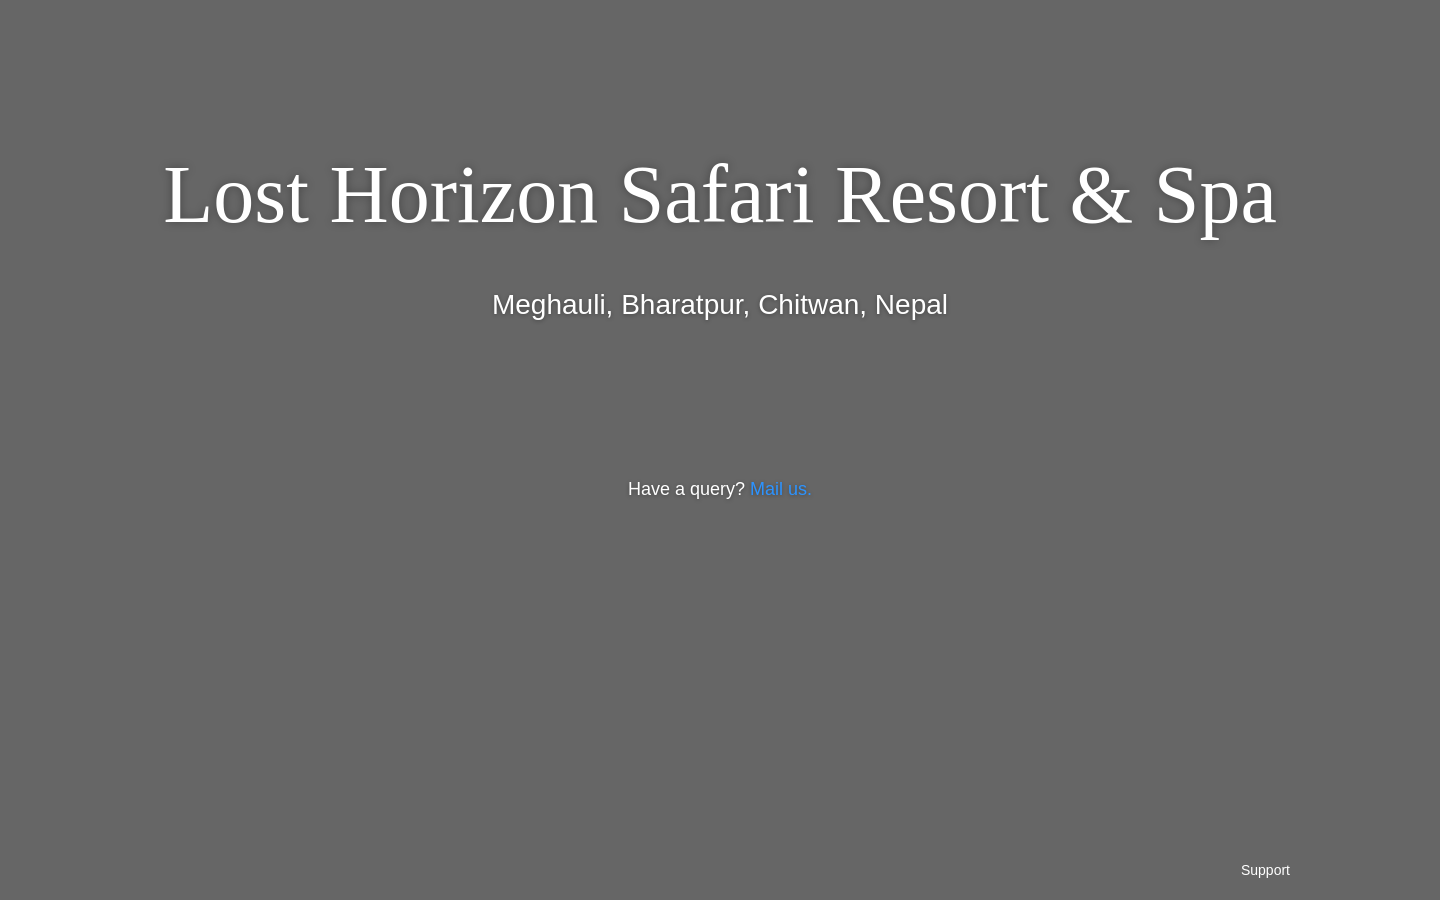 Lost Horizon Safari Resort & Spa
Meghauli, Bharatpur, Chitwan, Nepal
Have a query? Mail us.
Support